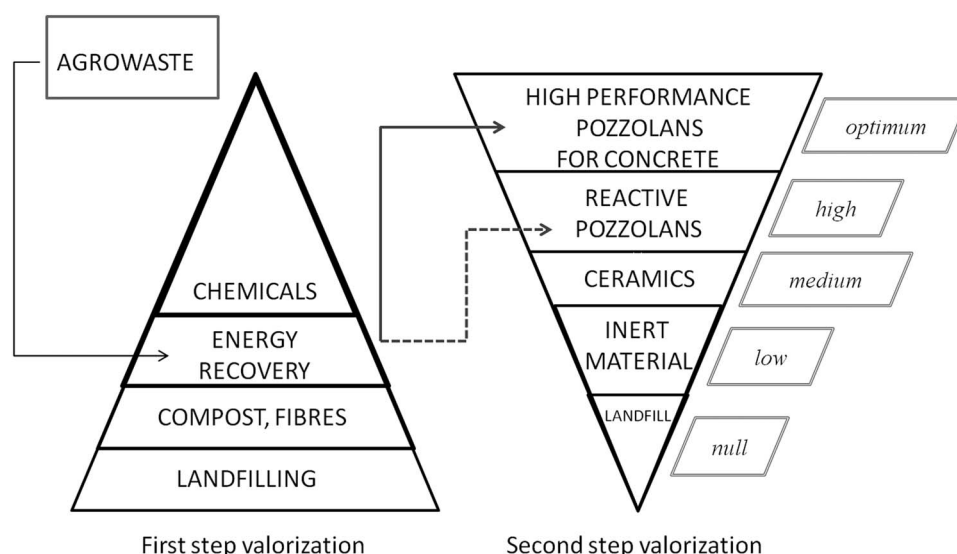 AGROWASTE
CHEMICALS
ENERGY
RECOVERY
COMPOST, FIBRES
LANDFILLING
First step valorization
HIGH PERFORMANCE
POZZOLANS
FOR CONCRETE
optimum
REACTIVE
POZZOLANS
high
CERAMICS
medium
INERT
MATERIAL
low
LANDFILL
null
Second step valorization